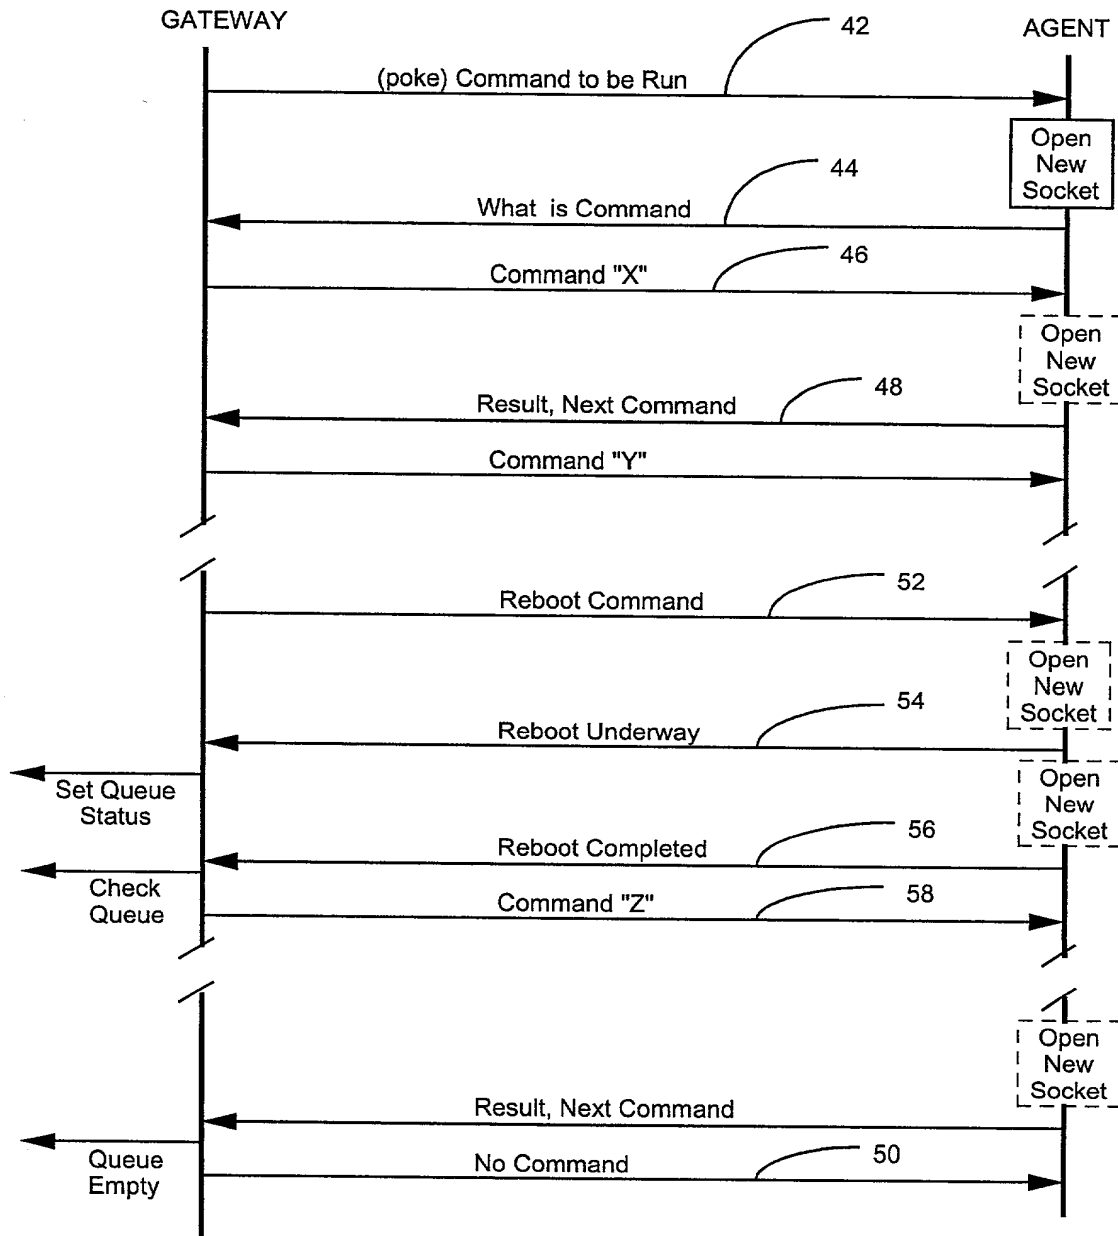 GATEWAY
AGENT
42
(poke) Command to be Run
Open
New
Socket
44
What is Command
46
Command "X"
Open
New
Socket
48
Result, Next Command
Command "Y"
52
Reboot Command
Open
New
Socket
54
Reboot Underway
Set Queue
Status
Open
New
Socket
56
Reboot Completed
Check
Queue
58
Command "Z"
Open
New
Socket
Result, Next Command
Queue
Empty
50
No Command